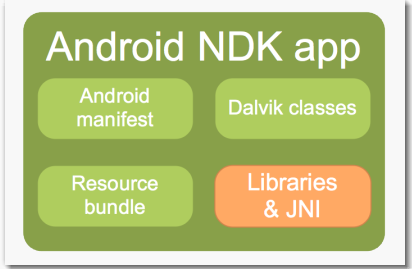 Android NDK app
Android
manifest
Dalvik classes
Resource
bundle
Libraries
& JNI